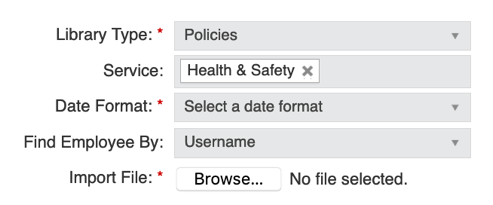 Library Type: * Policies
Service: Health & Safety ×
Date Format: * Select a date format
Find Employee By: Username
Import File: * Browse... No file selected.